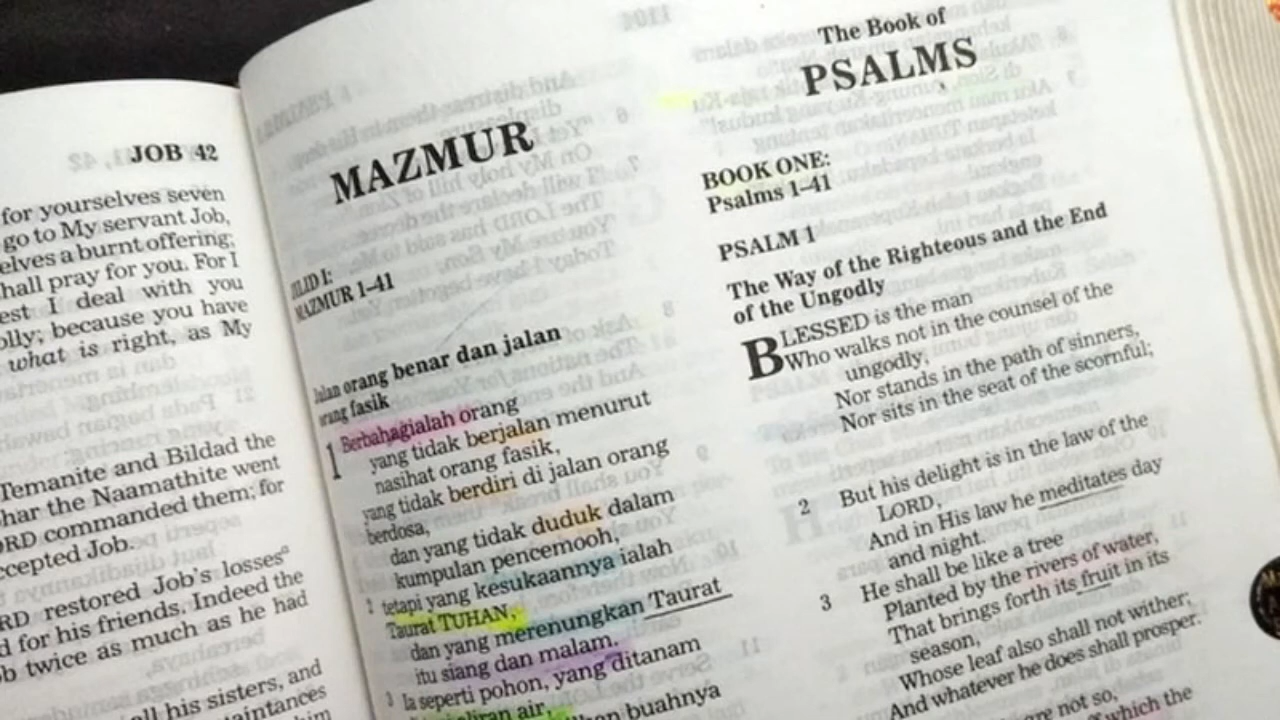 JOB 42
for yourselves seven
go to My servant Job,
a burnt offering;
shall pray for you. For I
I deal with you
because you have
what is right, as My
Temanite and Bildad the
the Naamathite went
commanded them; for
accepted Job.
restored Job's losses
for his friends. Indeed the
twice as much as he had
all his sisters, and
MAZMUR
JILID I:
MAZMUR 1–41
Jalan orang benar dan jalan
orang fasik
1 Berbahagialah orang
yang tidak berjalan menurut
nasihat orang fasik,
yang tidak berdiri di jalan orang
berdosa,
dan yang tidak duduk dalam
kumpulan pencemooh,
2 tetapi yang kesukaannya ialah
Taurat TUHAN,
dan yang merenungkan Taurat
itu siang dan malam.
3 Ia seperti pohon, yang ditanam
aliran air,
buahnya
The Book of
PSALMS
BOOK ONE:
Psalms 1–41
PSALM 1
The Way of the Righteous and the End
of the Ungodly
BLESSED is the man
Who walks not in the counsel of the
ungodly,
Nor stands in the path of sinners,
Nor sits in the seat of the scornful;
2 But his delight is in the law of the
LORD,
And in His law he meditates day
and night.
3 He shall be like a tree
Planted by the rivers of water,
That brings forth its fruit in its
season,
Whose leaf also shall not wither;
And whatever he does shall prosper.
are not so,
which the